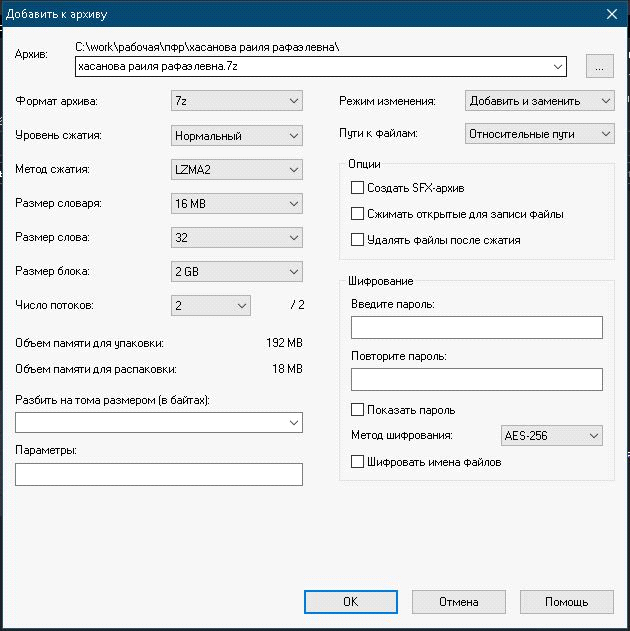 Добавить к архиву
Архив:
C:\work\рабочая\пфр\хасанова раиля рафаэлевна\
хасанова раиля рафаэлевна.7z
...
Формат архива: 7z
Уровень сжатия: Нормальный
Метод сжатия: LZMA2
Размер словаря: 16 MB
Размер слова: 32
Размер блока: 2 GB
Число потоков: 2 / 2
Объем памяти для упаковки: 192 MB
Объем памяти для распаковки: 18 MB
Разбить на тома размером (в байтах):
Параметры:
Режим изменения: Добавить и заменить
Пути к файлам: Относительные пути
Опции
Создать SFX-архив
Сжимать открытые для записи файлы
Удалять файлы после сжатия
Шифрование
Введите пароль:
Повторите пароль:
Показать пароль
Метод шифрования: AES-256
Шифровать имена файлов
OK
Отмена
Помощь